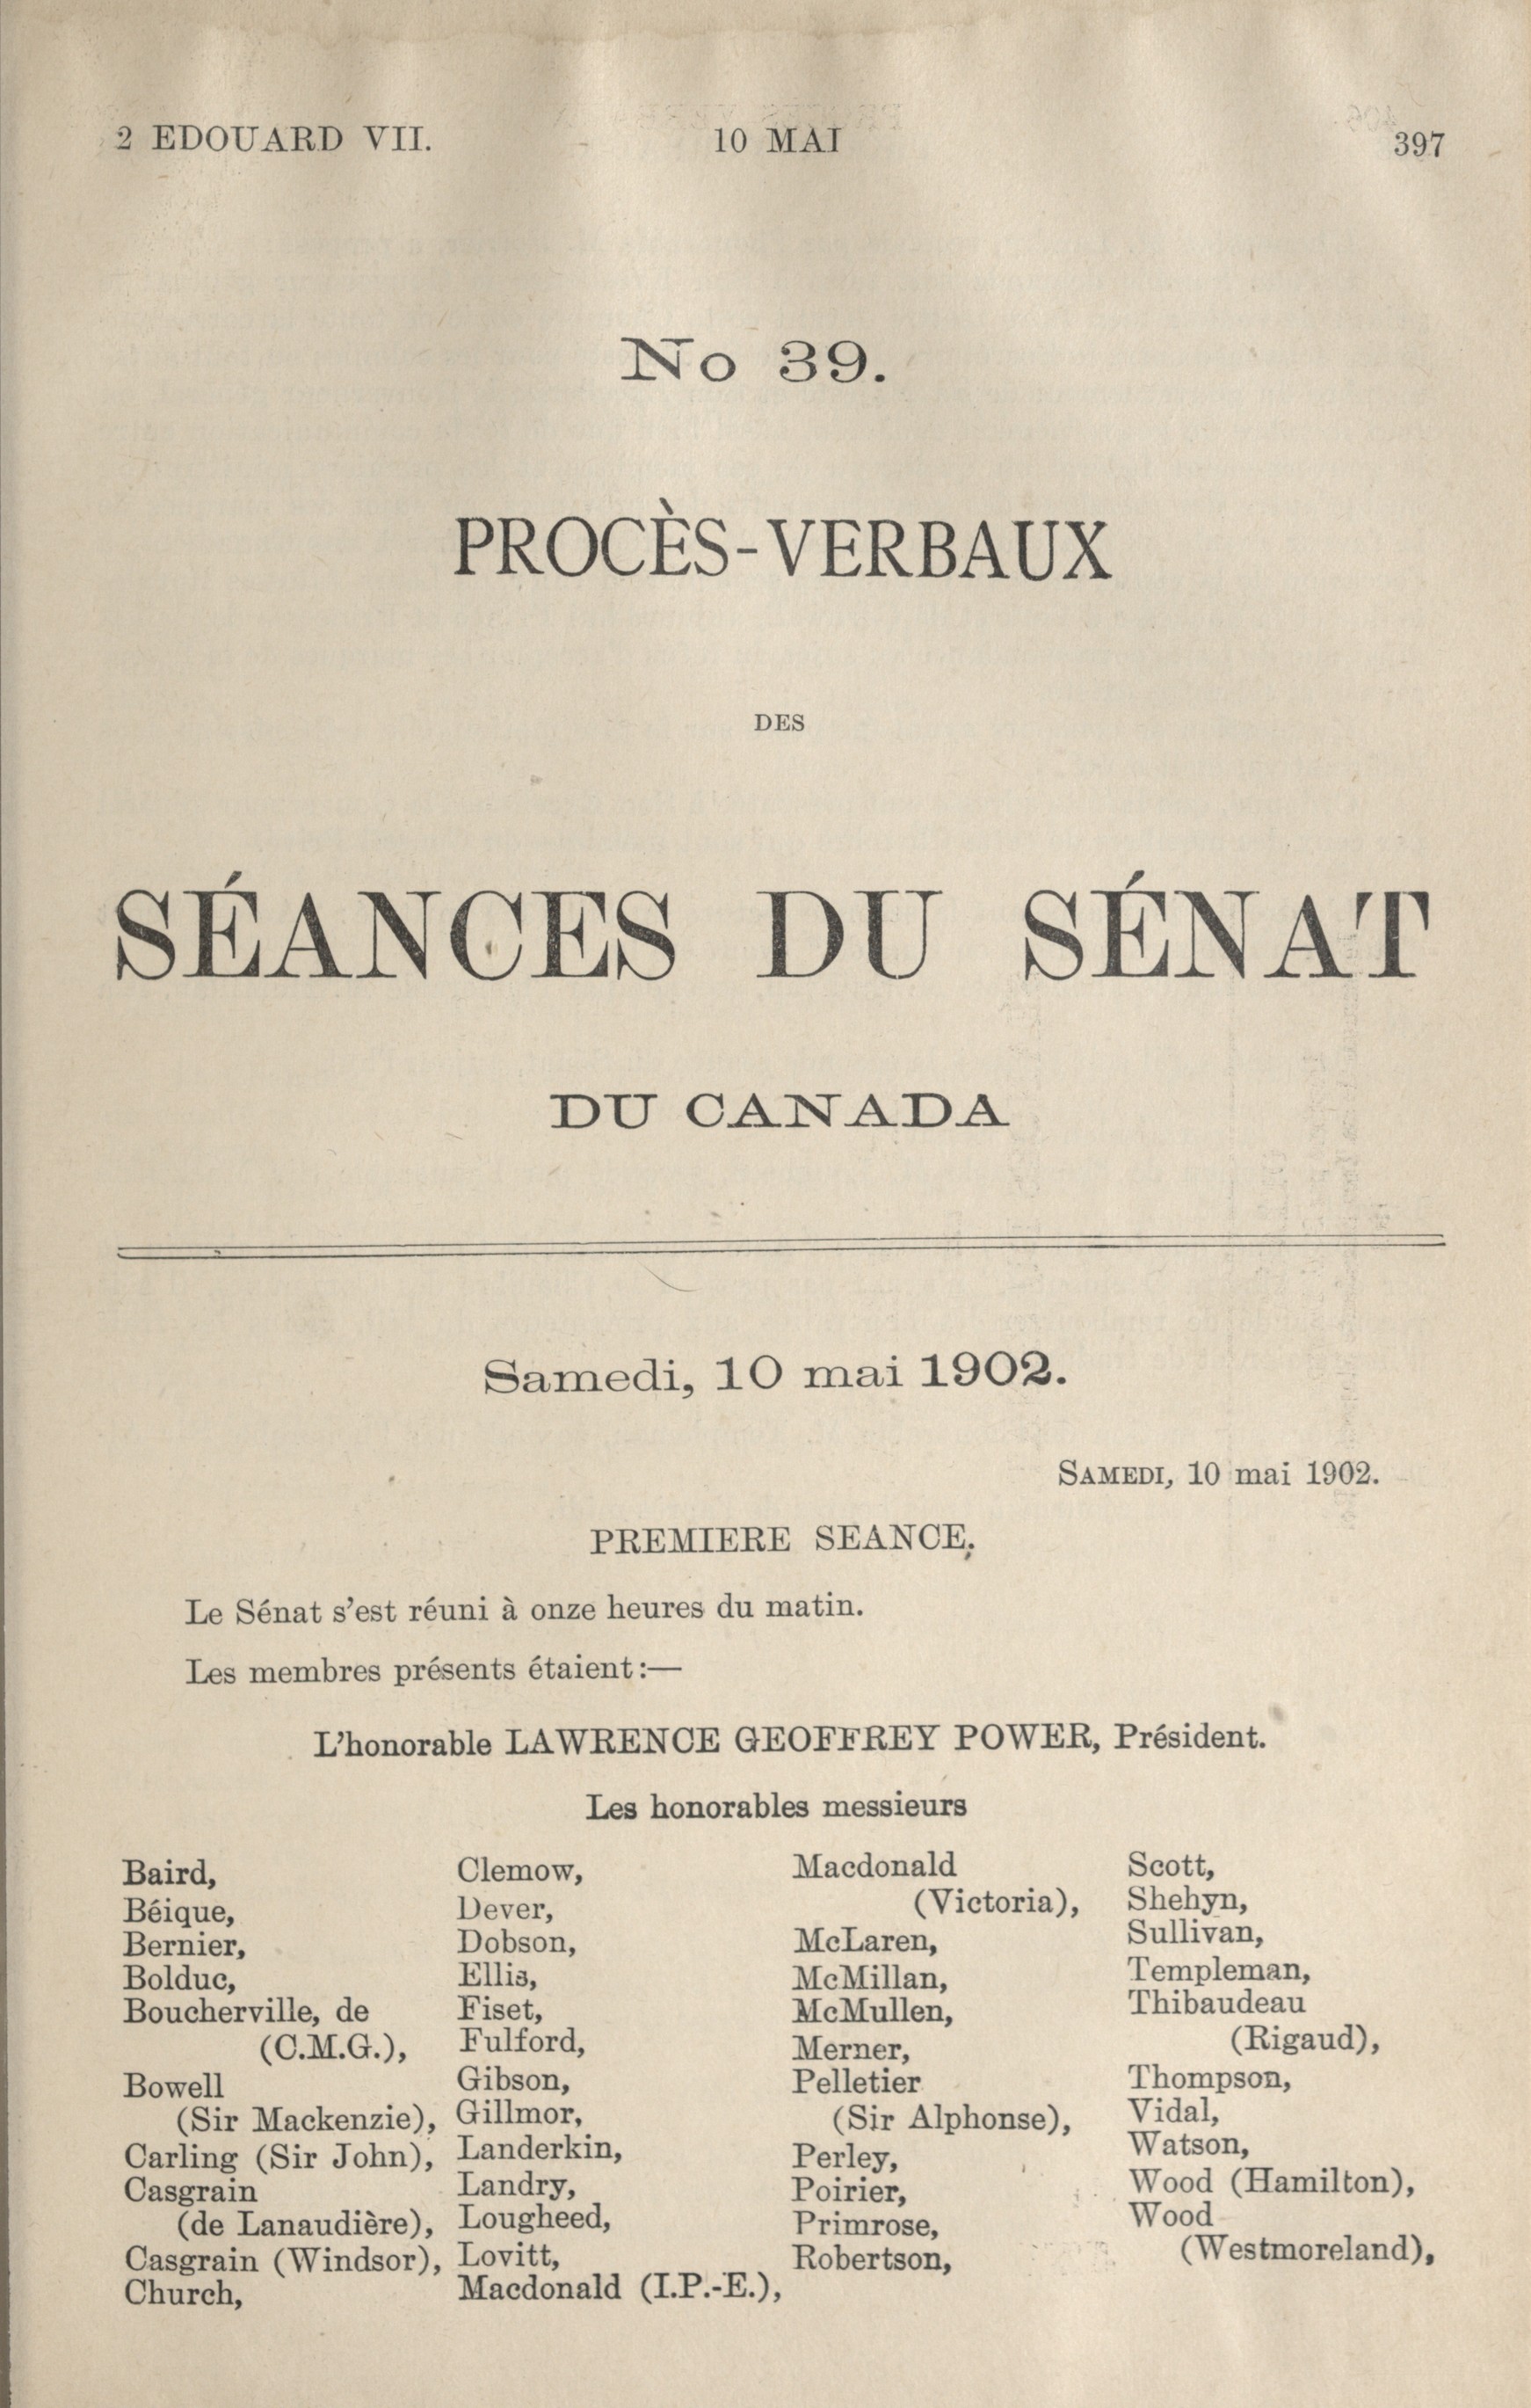 2 EDOUARD VII.
10 MAI
397
No 39.
PROCÈS-VERBAUX
DES
SÉANCES DU SÉNAT
DU CANADA
Samedi, 10 mai 1902.
SAMEDI, 10 mai 1902.
PREMIERE SEANCE.
Le Sénat s'est réuni à onze heures du matin.
Les membres présents étaient:—
L'honorable LAWRENCE GEOFFREY POWER, Président.
Les honorables messieurs
Baird,
Béique,
Bernier,
Bolduc,
Boucherville, de
(C.M.G.),
Bowell
(Sir Mackenzie),
Carling (Sir John),
Casgrain
(de Lanaudière),
Casgrain (Windsor),
Church,
Clemow,
Dever,
Dobson,
Ellis,
Fiset,
Fulford,
Gibson,
Gillmor,
Landerkin,
Landry,
Lougheed,
Lovitt,
Macdonald (I.P.-E.),
Macdonald
(Victoria),
McLaren,
McMillan,
McMullen,
Merner,
Pelletier
(Sir Alphonse),
Perley,
Poirier,
Primrose,
Robertson,
Scott,
Shehyn,
Sullivan,
Templeman,
Thibaudeau
(Rigaud),
Thompson,
Vidal,
Watson,
Wood (Hamilton),
Wood
(Westmoreland),